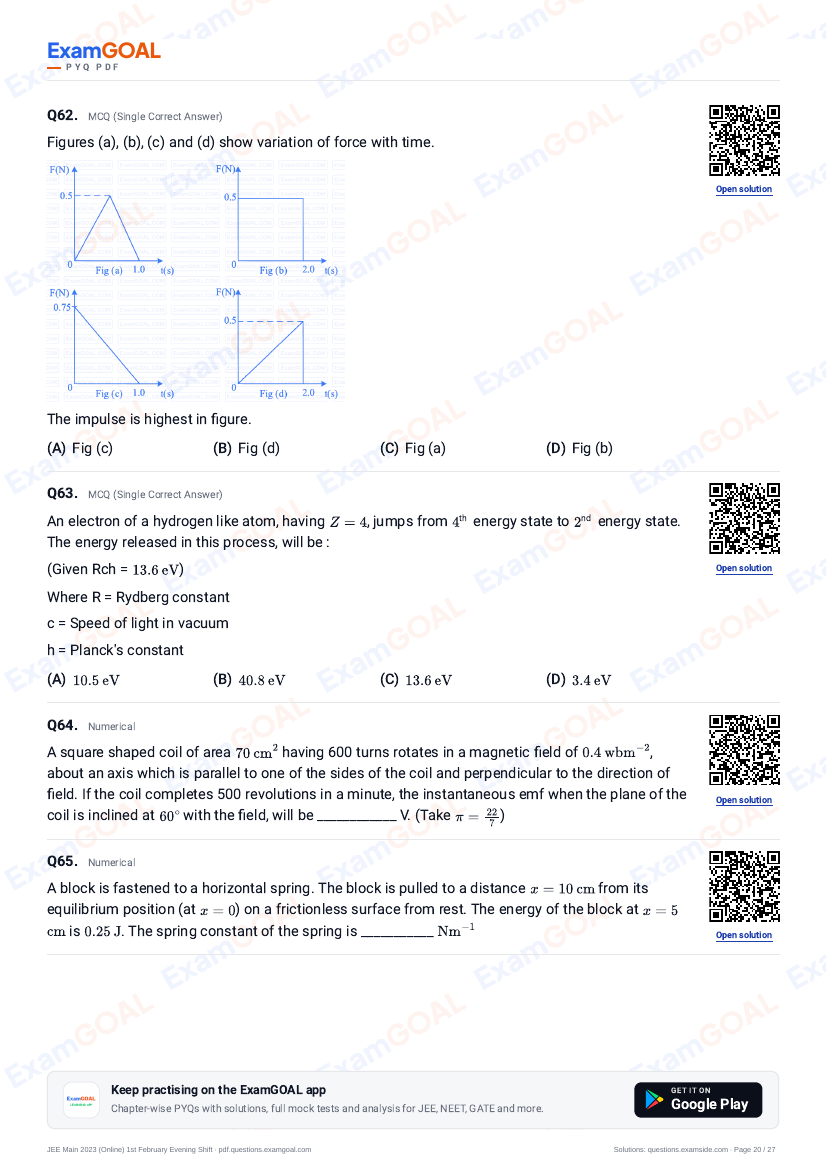 ExamGOAL
PYQ PDF
Q62. MCQ (Single Correct Answer)
Figures (a), (b), (c) and (d) show variation of force with time.
Open solution
F(N) F(N)
0.5 0.5
0 Fig (a) 1.0 t(s) 0 Fig (b) 2.0 t(s)
F(N) F(N)
0.75 0.5
0 Fig (c) 1.0 t(s) 0 Fig (d) 2.0 t(s)
The impulse is highest in figure.
(A) Fig (c) (B) Fig (d) (C) Fig (a) (D) Fig (b)
Q63. MCQ (Single Correct Answer)
An electron of a hydrogen like atom, having Z = 4, jumps from 4th energy state to 2nd energy state.
The energy released in this process, will be :
Open solution
(Given Rch = 13.6 eV)
Where R = Rydberg constant
c = Speed of light in vacuum
h = Planck's constant
(A) 10.5 eV (B) 40.8 eV (C) 13.6 eV (D) 3.4 eV
Q64. Numerical
A square shaped coil of area 70 cm² having 600 turns rotates in a magnetic field of 0.4 wbm⁻²,
about an axis which is parallel to one of the sides of the coil and perpendicular to the direction of
field. If the coil completes 500 revolutions in a minute, the instantaneous emf when the plane of the
coil is inclined at 60° with the field, will be ____________ V. (Take π = 22/7)
Open solution
Q65. Numerical
A block is fastened to a horizontal spring. The block is pulled to a distance x = 10 cm from its
equilibrium position (at x = 0) on a frictionless surface from rest. The energy of the block at x = 5
cm is 0.25 J. The spring constant of the spring is ___________ Nm⁻¹
Open solution
ExamGOAL
Keep practising on the ExamGOAL app
Chapter-wise PYQs with solutions, full mock tests and analysis for JEE, NEET, GATE and more.
GET IT ON
Google Play
JEE Main 2023 (Online) 1st February Evening Shift · pdf.questions.examgoal.com
Solutions: questions.examside.com · Page 20 / 27